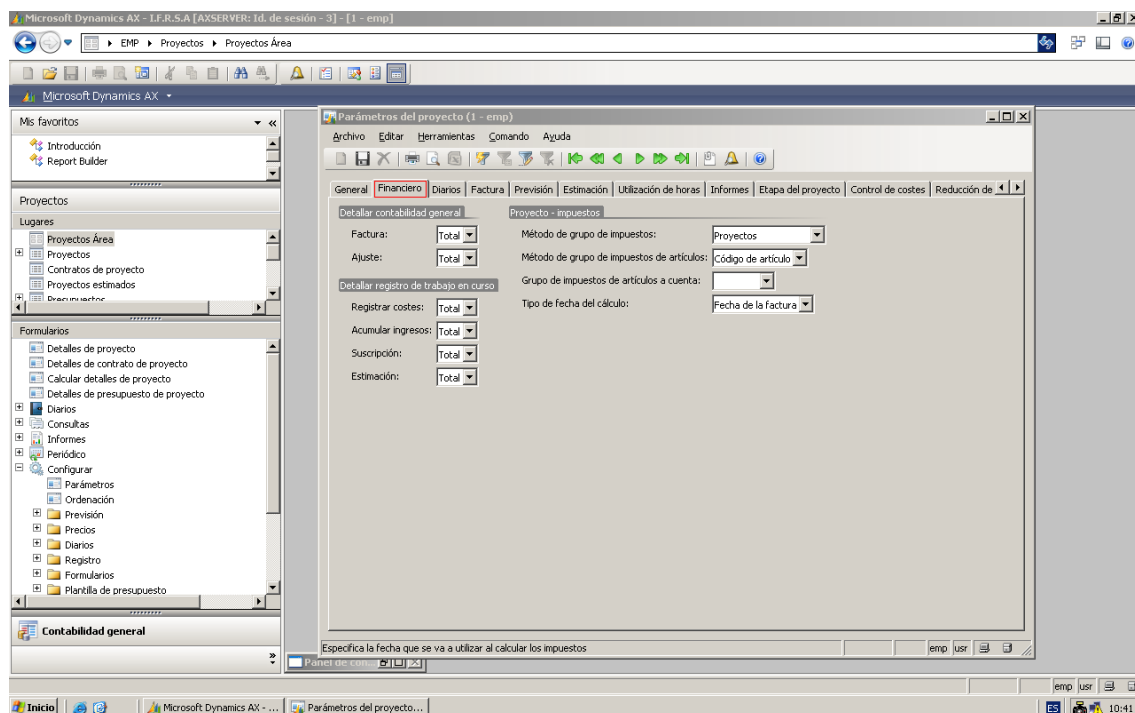 Microsoft Dynamics AX - I.F.R.S.A [AXSERVER: Id. de sesión - 3] - [1 - emp]
EMP ▸ Proyectos ▸ Proyectos Área
Microsoft Dynamics AX
Mis favoritos
Introducción
Report Builder
Proyectos
Lugares
Proyectos Área
Proyectos
Contratos de proyecto
Proyectos estimados
Presupuestos
Formularios
Detalles de proyecto
Detalles de contrato de proyecto
Calcular detalles de proyecto
Detalles de presupuesto de proyecto
Diarios
Consultas
Informes
Periódico
Configurar
Parámetros
Ordenación
Previsión
Precios
Diarios
Registro
Formularios
Plantilla de presupuesto
Contabilidad general
Parámetros del proyecto (1 - emp)
Archivo Editar Herramientas Comando Ayuda
General Financiero Diarios Factura Previsión Estimación Utilización de horas Informes Etapa del proyecto Control de costes Reducción de
Detallar contabilidad general
Factura: Total
Ajuste: Total
Detallar registro de trabajo en curso
Registrar costes: Total
Acumular ingresos: Total
Suscripción: Total
Estimación: Total
Proyecto - impuestos
Método de grupo de impuestos: Proyectos
Método de grupo de impuestos de artículos: Código de artículo
Grupo de impuestos de artículos a cuenta:
Tipo de fecha del cálculo: Fecha de la factura
Especifica la fecha que se va a utilizar al calcular los impuestos
emp usr
Panel de con...
emp usr
Inicio Microsoft Dynamics AX - ... Parámetros del proyecto... ES 10:41